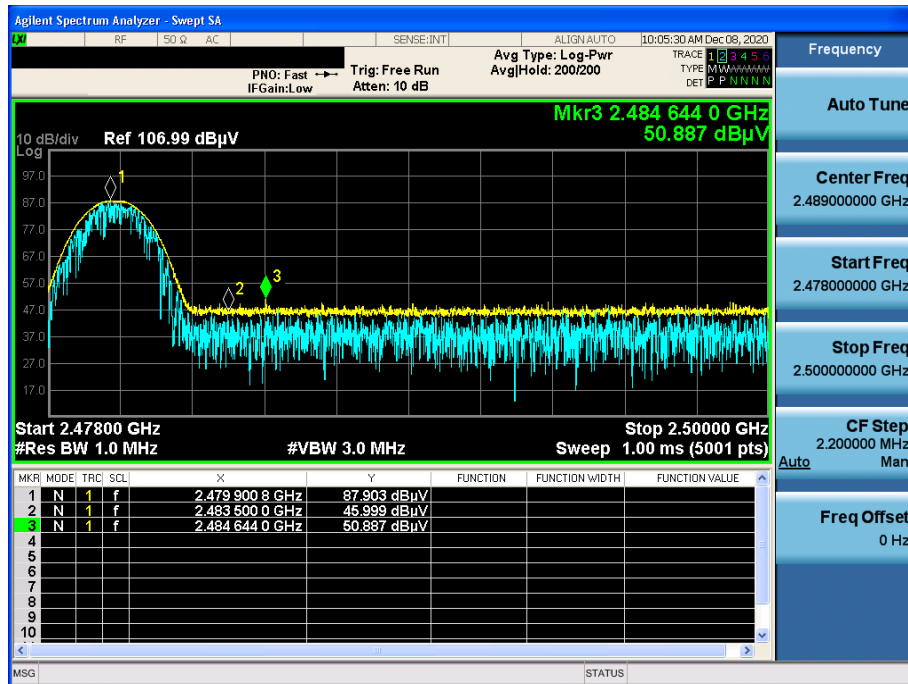 Agilent Spectrum Analyzer - Swept SA
LXI RF 50 Ω AC SENSE:INT ALIGN AUTO 10:05:30 AM Dec 08, 2020
PNO: Fast IFGain:Low
Trig: Free Run Atten: 10 dB
Avg Type: Log-Pwr Avg|Hold: 200/200
TRACE 1 2 3 4 5 6
TYPE M W W W W W
DET P P N N N N
Mkr3 2.484 644 0 GHz
50.887 dBµV
10 dB/div Ref 106.99 dBµV
Log
97.0
87.0
77.0
67.0
57.0
47.0
37.0
27.0
17.0
1
2
3
Start 2.47800 GHz Stop 2.50000 GHz
#Res BW 1.0 MHz #VBW 3.0 MHz Sweep 1.00 ms (5001 pts)
MKR MODE TRC SCL X Y FUNCTION FUNCTION WIDTH FUNCTION VALUE
1 N 1 f 2.479 900 8 GHz 87.903 dBµV
2 N 1 f 2.483 500 0 GHz 45.999 dBµV
3 N 1 f 2.484 644 0 GHz 50.887 dBµV
4
5
6
7
8
9
10
MSG STATUS
Frequency
Auto Tune
Center Freq
2.489000000 GHz
Start Freq
2.478000000 GHz
Stop Freq
2.500000000 GHz
CF Step
2.200000 MHz
Auto Man
Freq Offset
0 Hz